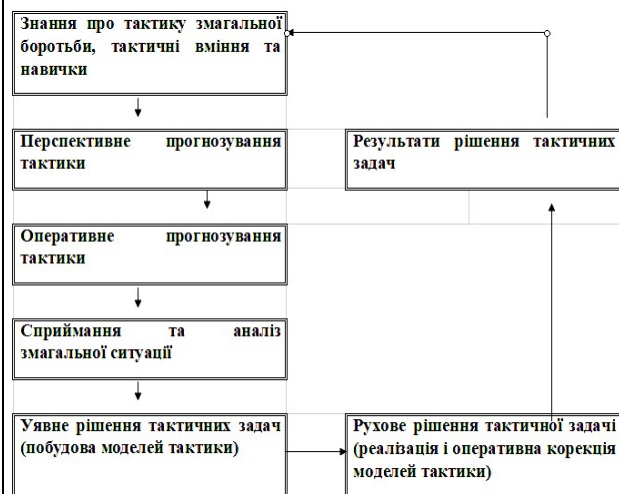 Знання про тактику змагальної
боротьби, тактичні вміння та
навички
Перспективне прогнозування
тактики
Результати рішення тактичних
задач
Оперативне прогнозування
тактики
Сприймання та аналіз
змагальної ситуації
Уявне рішення тактичних задач
(побудова моделей тактики)
Рухове рішення тактичної задачі
(реалізація і оперативна корекція
моделей тактики)